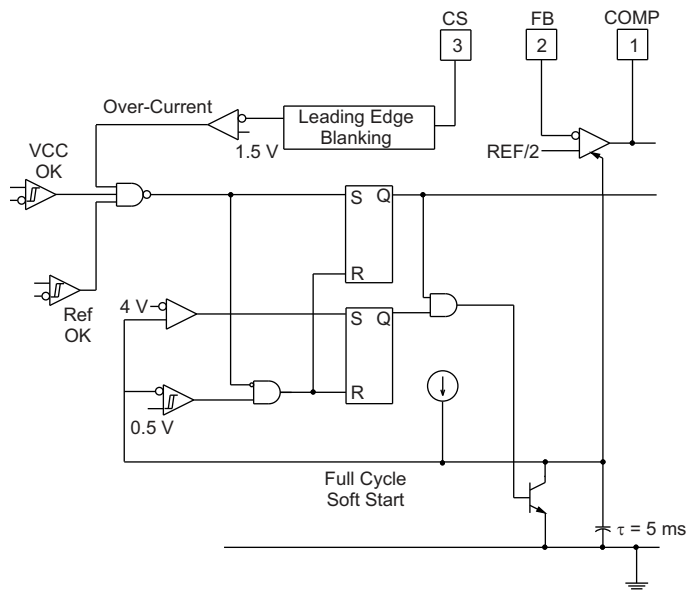 CS
FB
COMP
3
2
1
Over-Current
Leading Edge
Blanking
1.5 V
REF/2
VCC
OK
S
Q
R
Ref
OK
4 V
S
Q
R
0.5 V
Full Cycle
Soft Start
τ = 5 ms